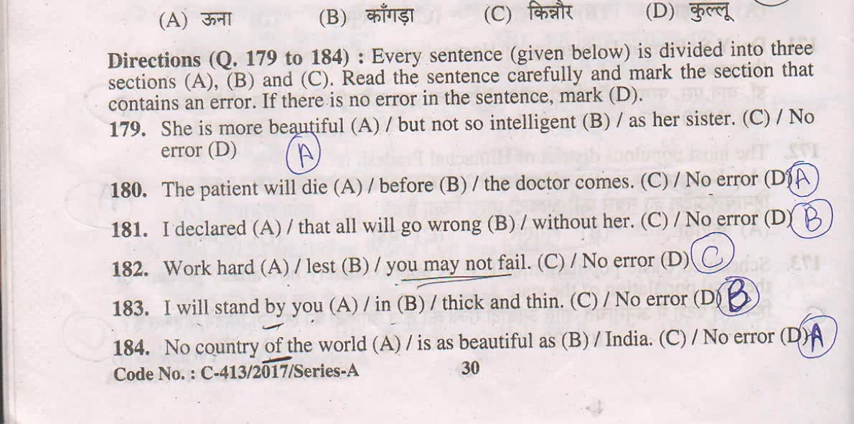 (A) ऊना (B) काँगड़ा (C) किन्नौर (D) कुल्लू
Directions (Q. 179 to 184) : Every sentence (given below) is divided into three
sections (A), (B) and (C). Read the sentence carefully and mark the section that
contains an error. If there is no error in the sentence, mark (D).
179. She is more beautiful (A) / but not so intelligent (B) / as her sister. (C) / No
error (D) A
180. The patient will die (A) / before (B) / the doctor comes. (C) / No error (D) A
181. I declared (A) / that all will go wrong (B) / without her. (C) / No error (D) B
182. Work hard (A) / lest (B) / you may not fail. (C) / No error (D) C
183. I will stand by you (A) / in (B) / thick and thin. (C) / No error (D) B
184. No country of the world (A) / is as beautiful as (B) / India. (C) / No error (D) A
Code No. : C-413/2017/Series-A 30